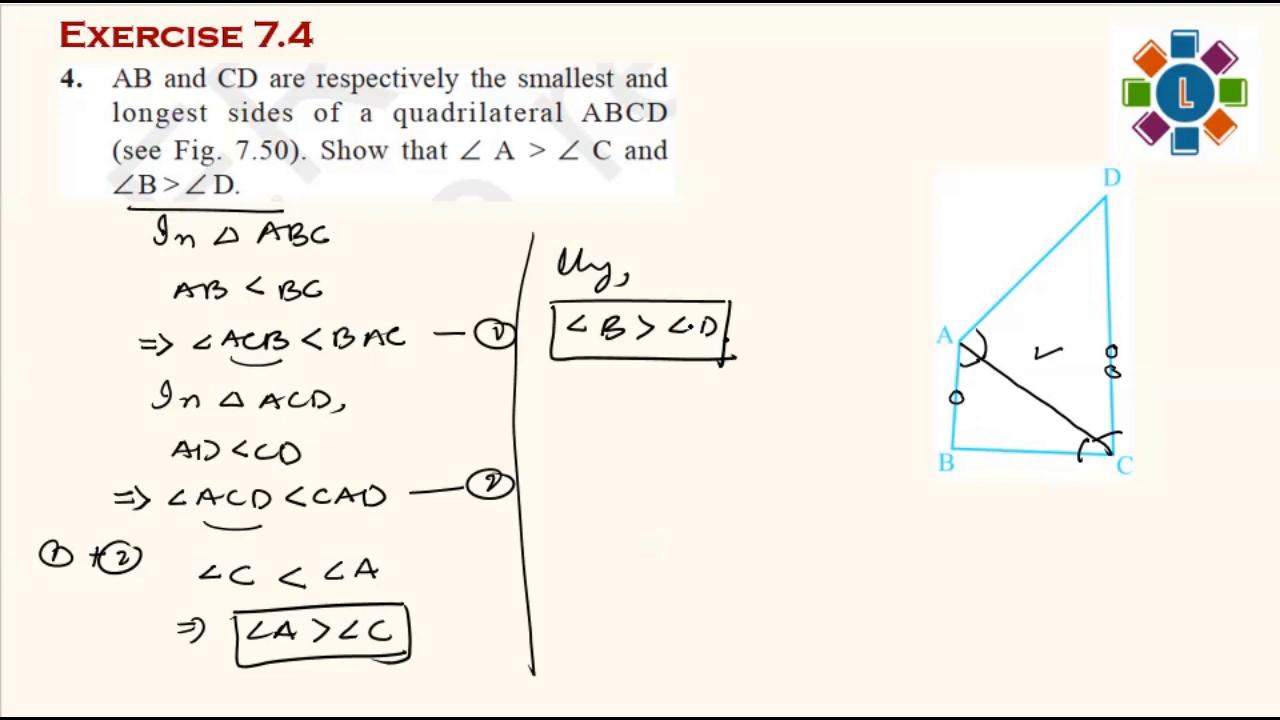 EXERCISE 7.4
4. AB and CD are respectively the smallest and
longest sides of a quadrilateral ABCD
(see Fig. 7.50). Show that ∠ A > ∠ C and
∠B > ∠ D.
In △ ABC
AB < BC
=> ∠ACB < BAC — ①
In △ ACD,
AD < CD
=> ∠ACD < CAD — ②
① + ②
∠C < ∠A
=> ∠A > ∠C
llly,
∠B > ∠D.
L
D
A
B
C